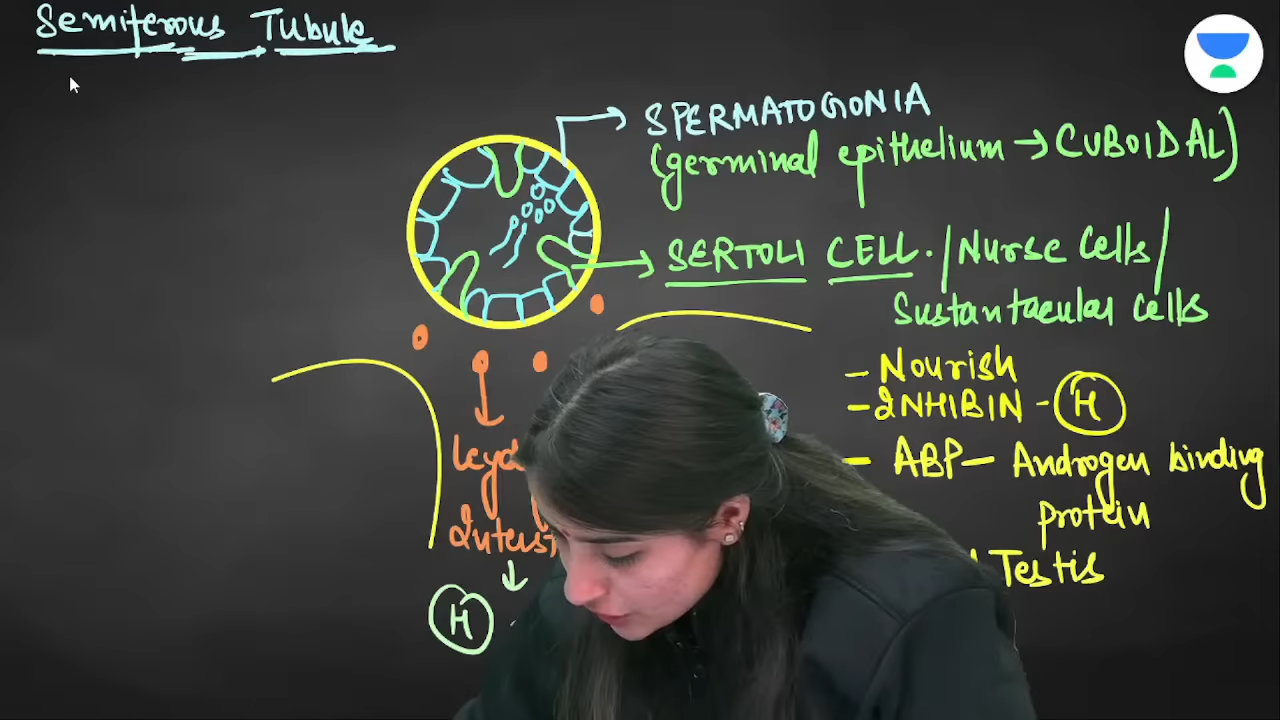 Semiferous Tubule
SPERMATOGONIA
(germinal epithelium → CUBOIDAL)
SERTOLI CELL. / Nurse cells /
Sustantacular cells
- Nourish
- INHIBIN - H
- ABP - Androgen binding
protein
Testis
H